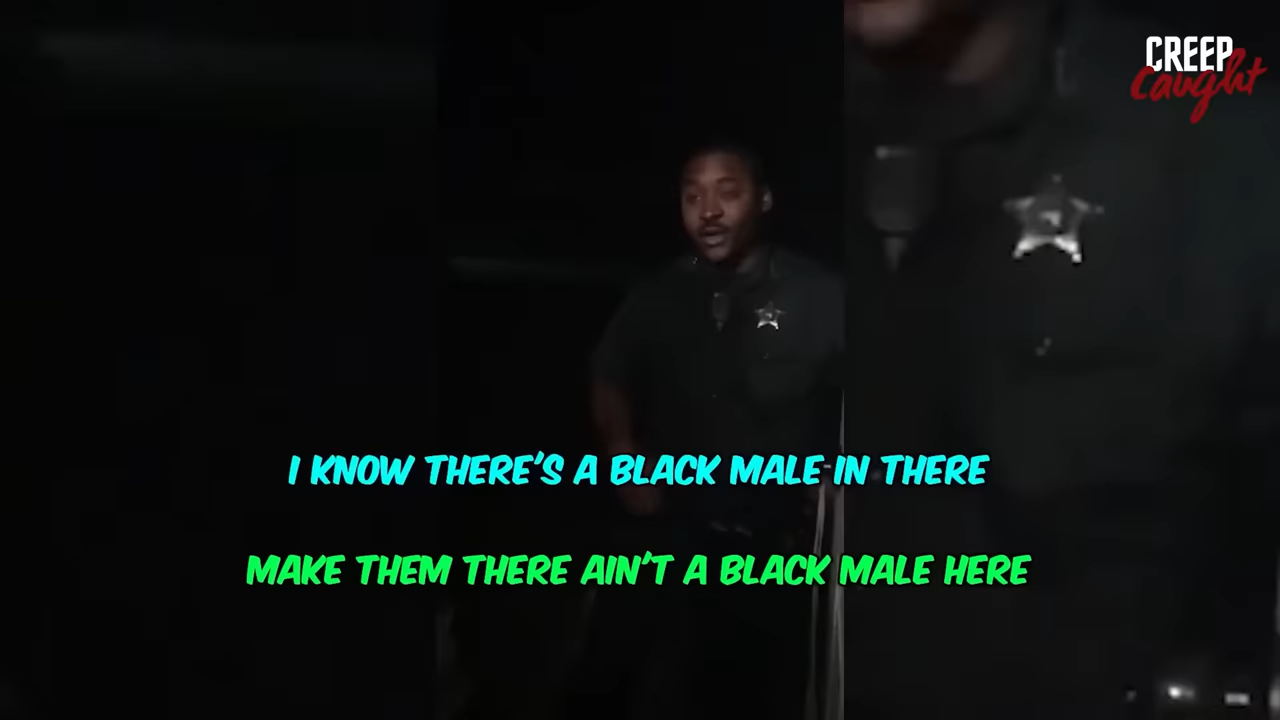 CREEP
Caught
I KNOW THERE'S A BLACK MALE IN THERE
MAKE THEM THERE AIN'T A BLACK MALE HERE